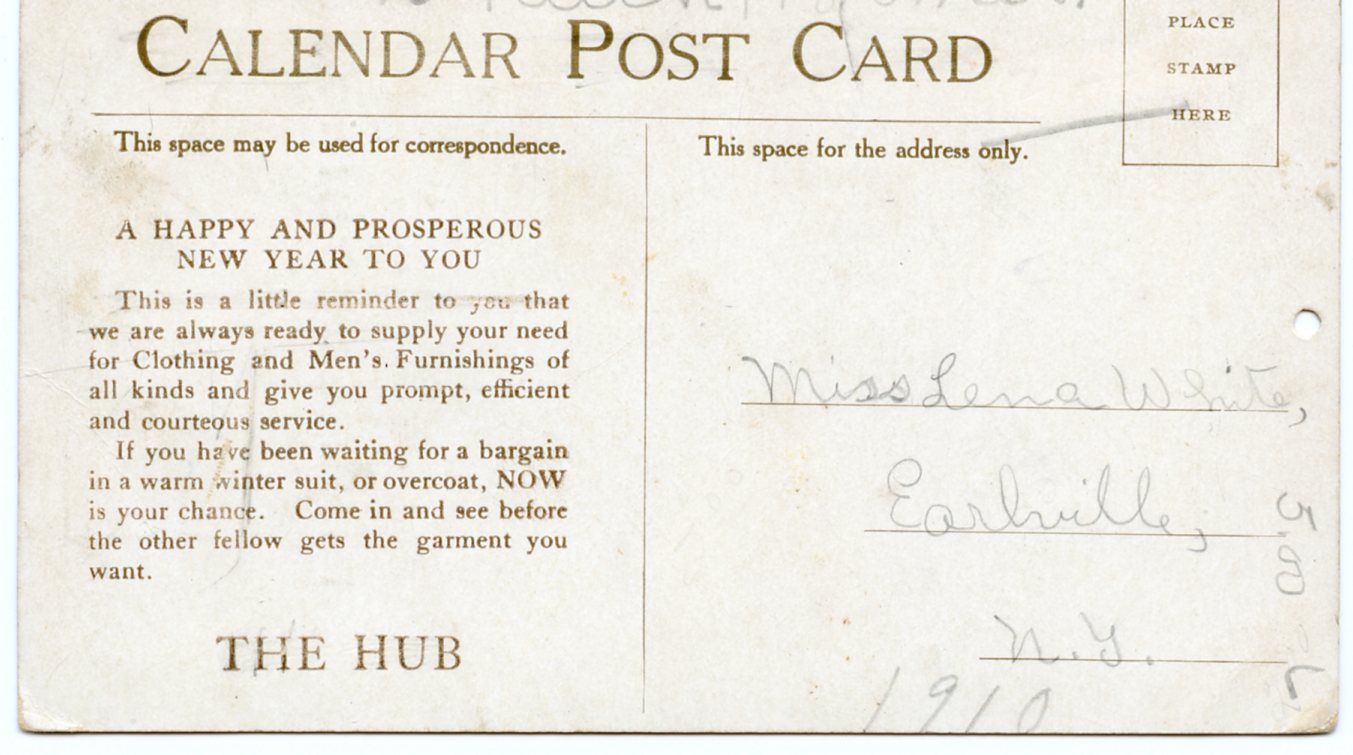 CALENDAR POST CARD
PLACE
STAMP
HERE
This space may be used for correspondence.
This space for the address only.
A HAPPY AND PROSPEROUS
NEW YEAR TO YOU
This is a little reminder to you that
we are always ready to supply your need
for Clothing and Men's. Furnishings of
all kinds and give you prompt, efficient
and courteous service.
If you have been waiting for a bargain
in a warm winter suit, or overcoat, NOW
is your chance. Come in and see before
the other fellow gets the garment you
want.
THE HUB
Miss Lena White,
Earlville,
N.Y.
1910